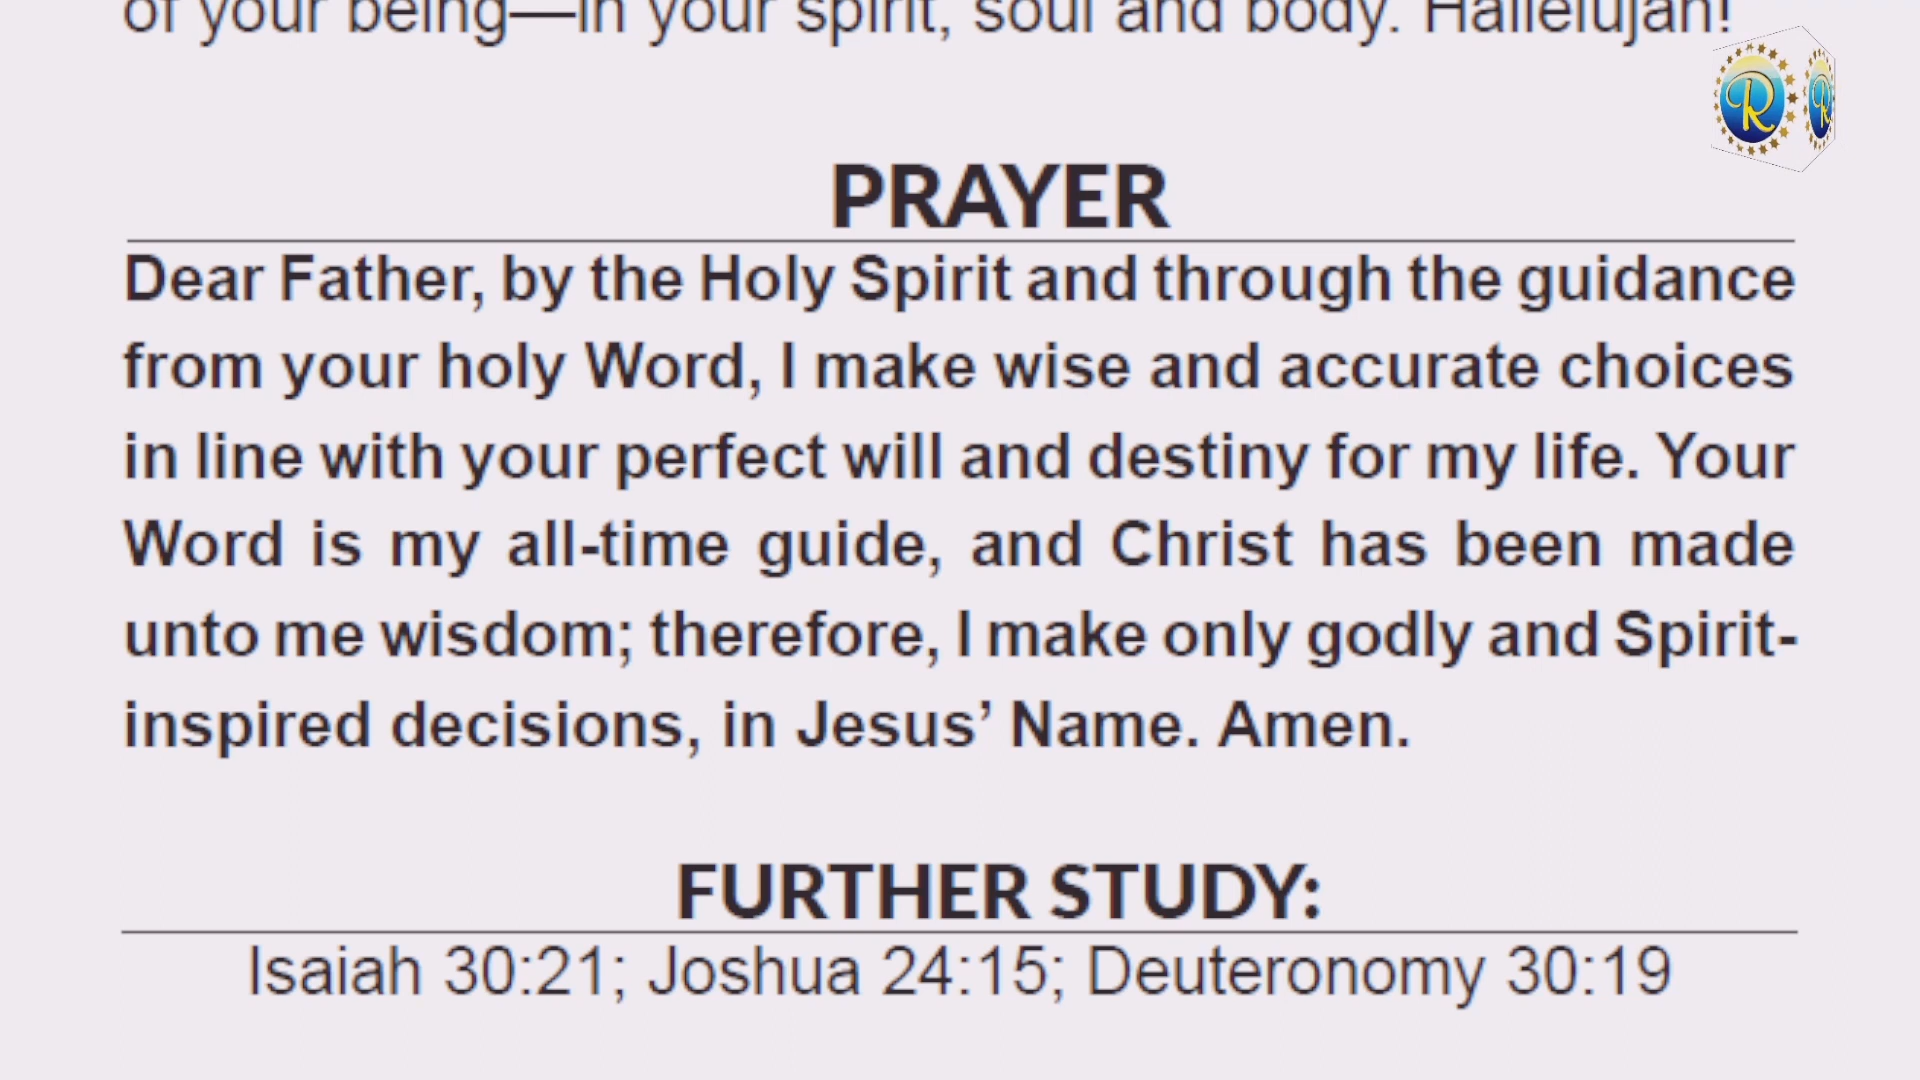 of your being—in your spirit, soul and body. Hallelujah!
R R
PRAYER
Dear Father, by the Holy Spirit and through the guidance
from your holy Word, I make wise and accurate choices
in line with your perfect will and destiny for my life. Your
Word is my all-time guide, and Christ has been made
unto me wisdom; therefore, I make only godly and Spirit-
inspired decisions, in Jesus’ Name. Amen.
FURTHER STUDY:
Isaiah 30:21; Joshua 24:15; Deuteronomy 30:19